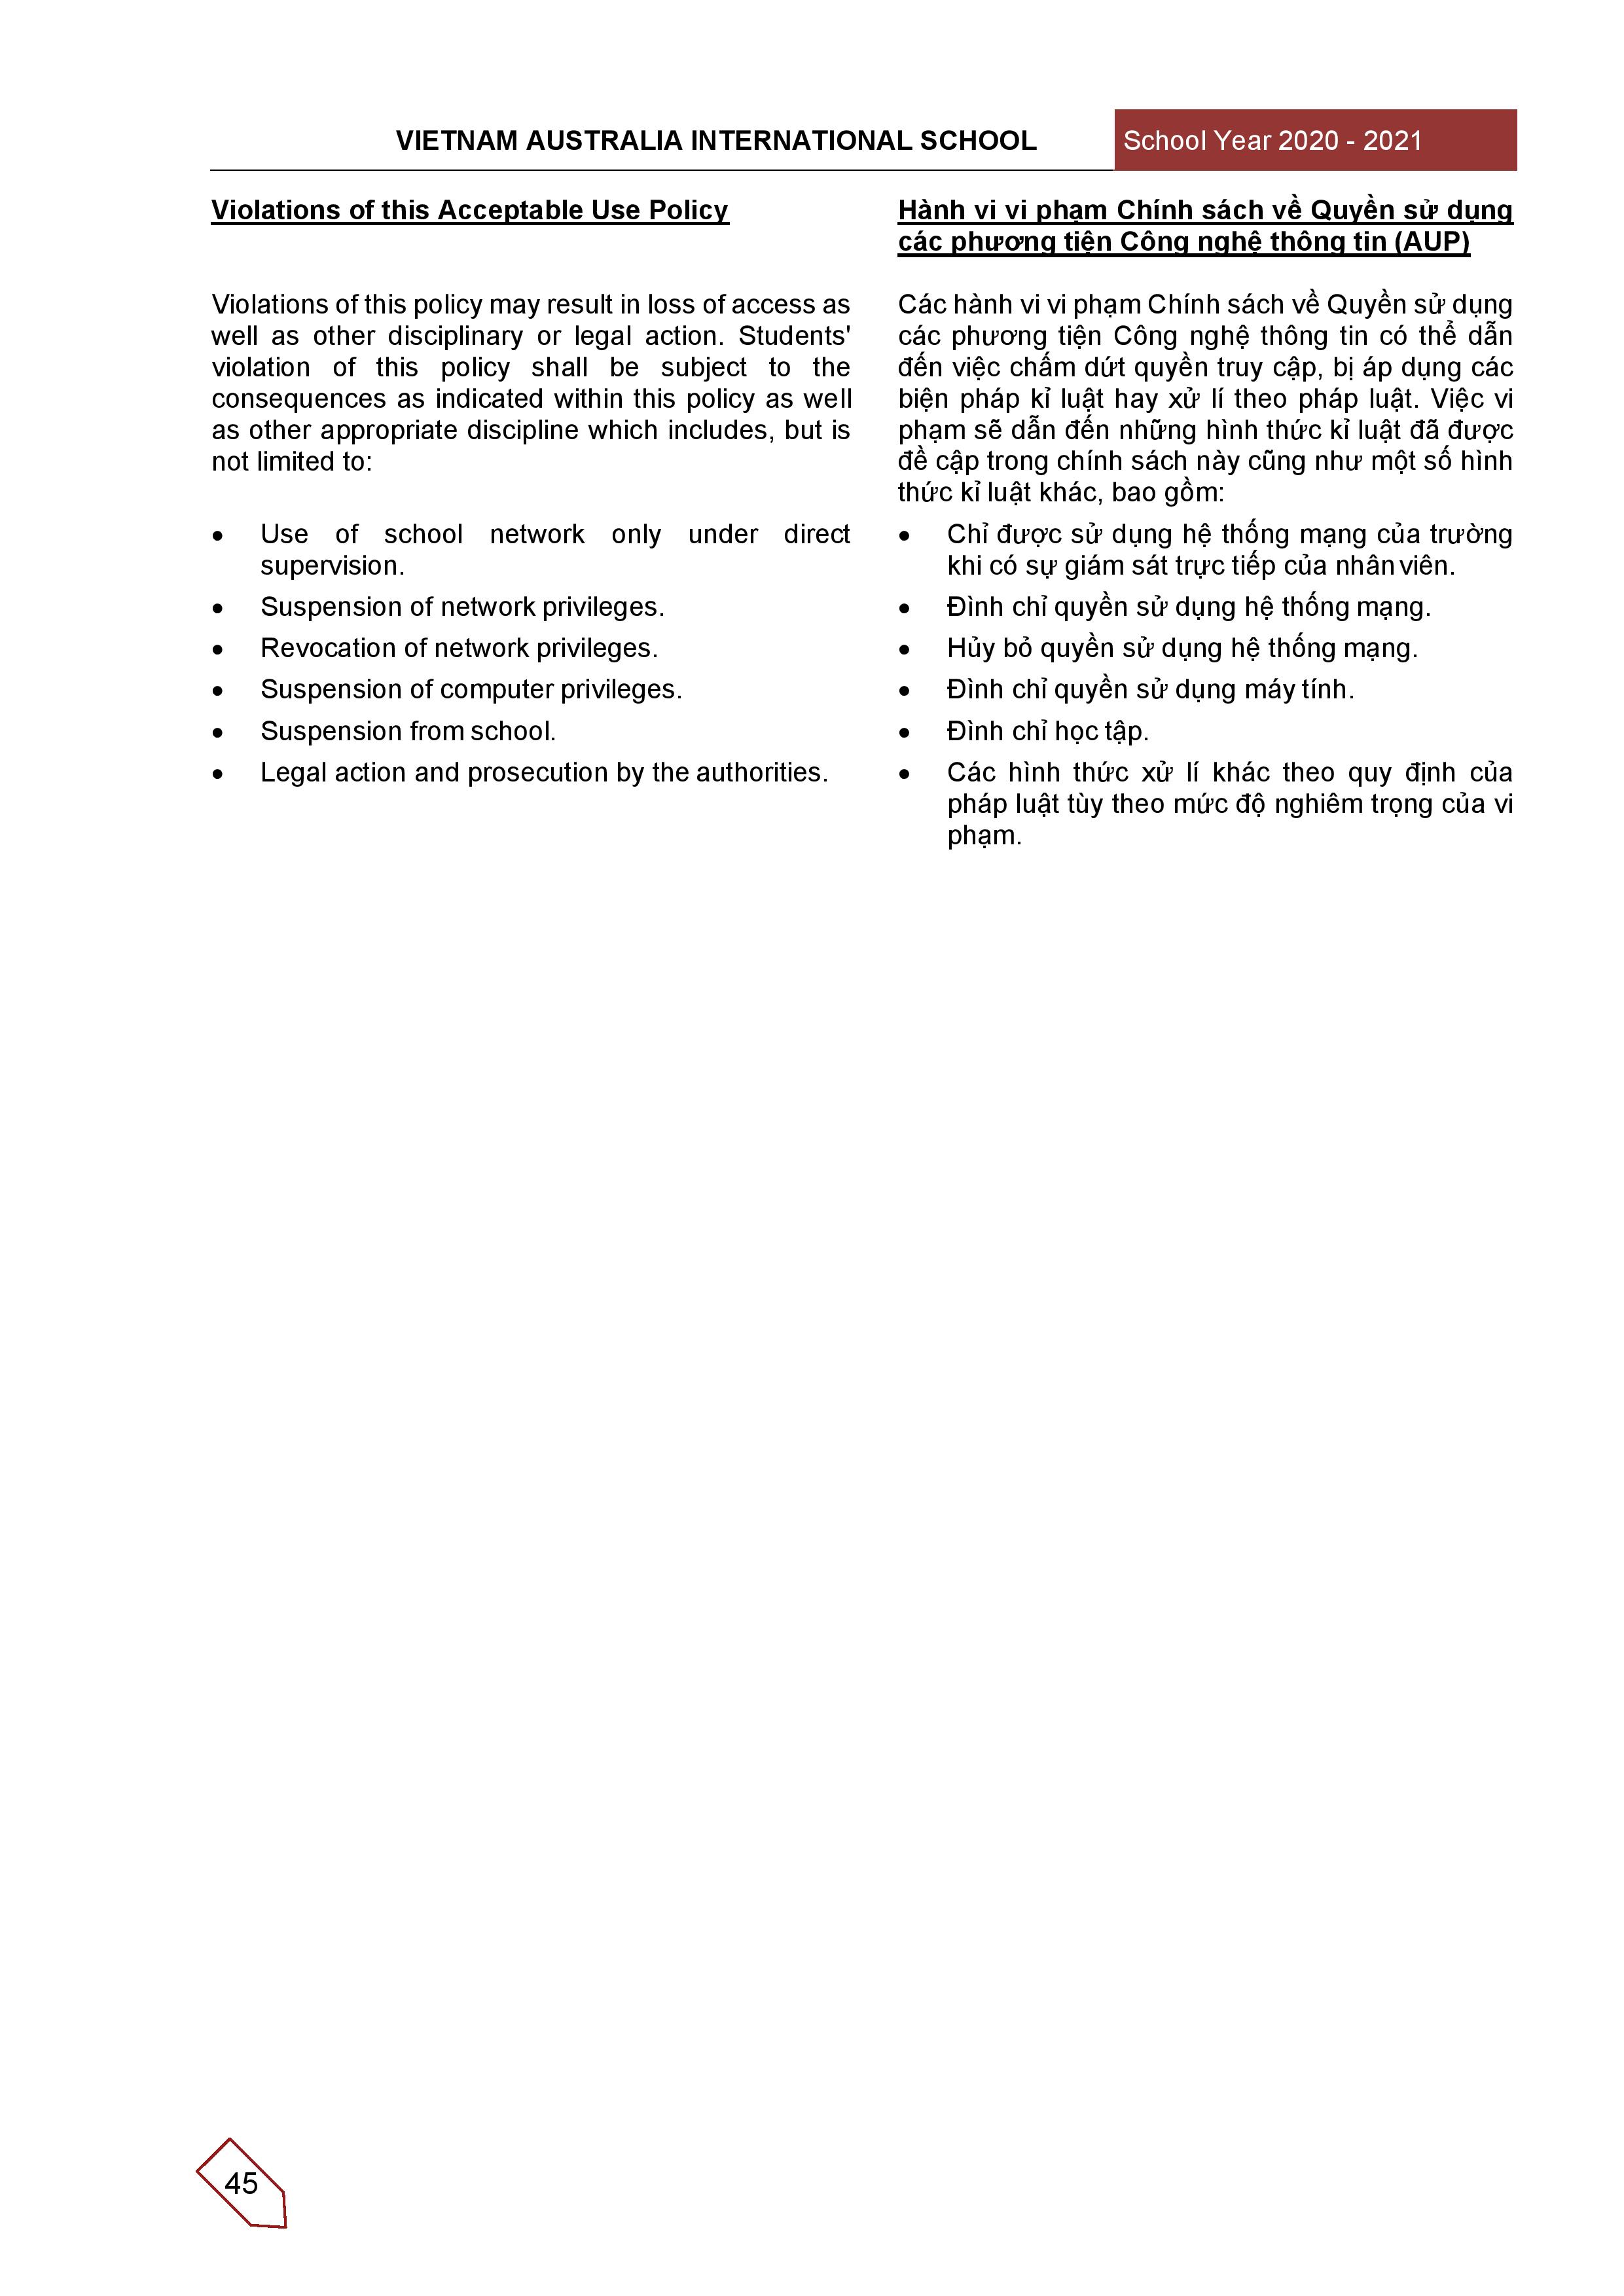 VIETNAM AUSTRALIA INTERNATIONAL SCHOOL
School Year 2020 - 2021
Violations of this Acceptable Use Policy
Violations of this policy may result in loss of access as
well as other disciplinary or legal action. Students'
violation of this policy shall be subject to the
consequences as indicated within this policy as well
as other appropriate discipline which includes, but is
not limited to:
• Use of school network only under direct
supervision.
• Suspension of network privileges.
• Revocation of network privileges.
• Suspension of computer privileges.
• Suspension from school.
• Legal action and prosecution by the authorities.
Hành vi vi phạm Chính sách về Quyền sử dụng
các phương tiện Công nghệ thông tin (AUP)
Các hành vi vi phạm Chính sách về Quyền sử dụng
các phương tiện Công nghệ thông tin có thể dẫn
đến việc chấm dứt quyền truy cập, bị áp dụng các
biện pháp kỉ luật hay xử lí theo pháp luật. Việc vi
phạm sẽ dẫn đến những hình thức kỉ luật đã được
đề cập trong chính sách này cũng như một số hình
thức kỉ luật khác, bao gồm:
• Chỉ được sử dụng hệ thống mạng của trường
khi có sự giám sát trực tiếp của nhân viên.
• Đình chỉ quyền sử dụng hệ thống mạng.
• Hủy bỏ quyền sử dụng hệ thống mạng.
• Đình chỉ quyền sử dụng máy tính.
• Đình chỉ học tập.
• Các hình thức xử lí khác theo quy định của
pháp luật tùy theo mức độ nghiêm trọng của vi
phạm.
45